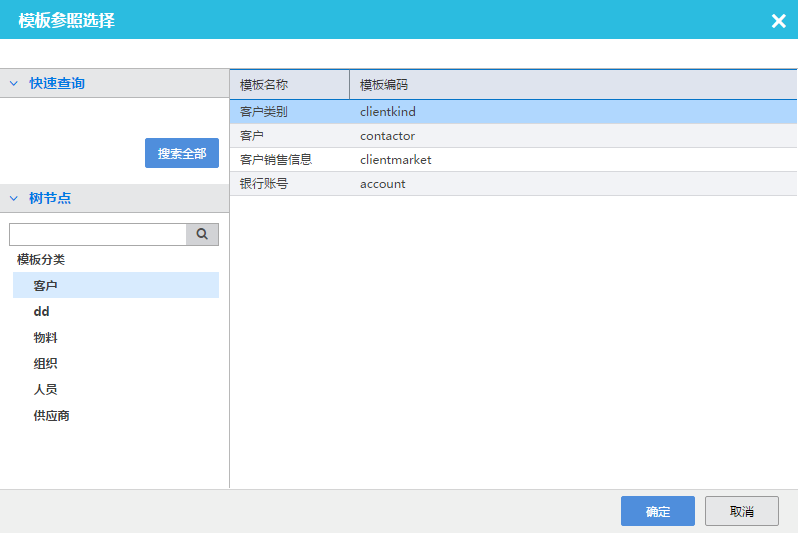 模板参照选择
快速查询
搜索全部
树节点
模板分类
客户
dd
物料
组织
人员
供应商
模板名称 模板编码
客户类别 clientkind
客户 contactor
客户销售信息 clientmarket
银行账号 account
确定 取消